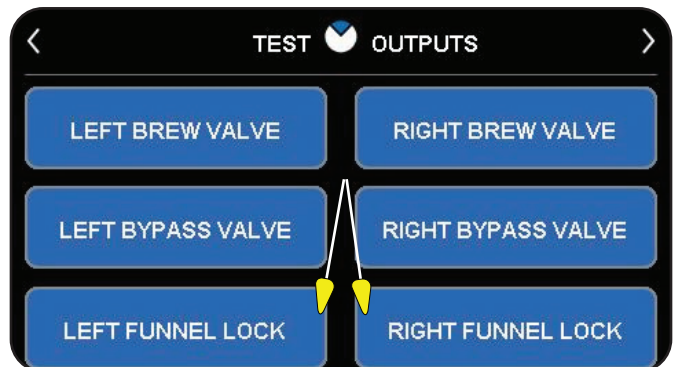 TEST OUTPUTS
LEFT BREW VALVE
RIGHT BREW VALVE
LEFT BYPASS VALVE
RIGHT BYPASS VALVE
LEFT FUNNEL LOCK
RIGHT FUNNEL LOCK